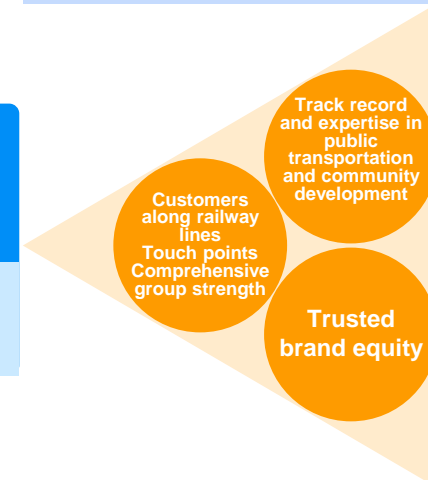 Track record
and expertise in
public
transportation
and community
development
Customers
along railway
lines
Touch points
Comprehensive
group strength
Trusted
brand equity